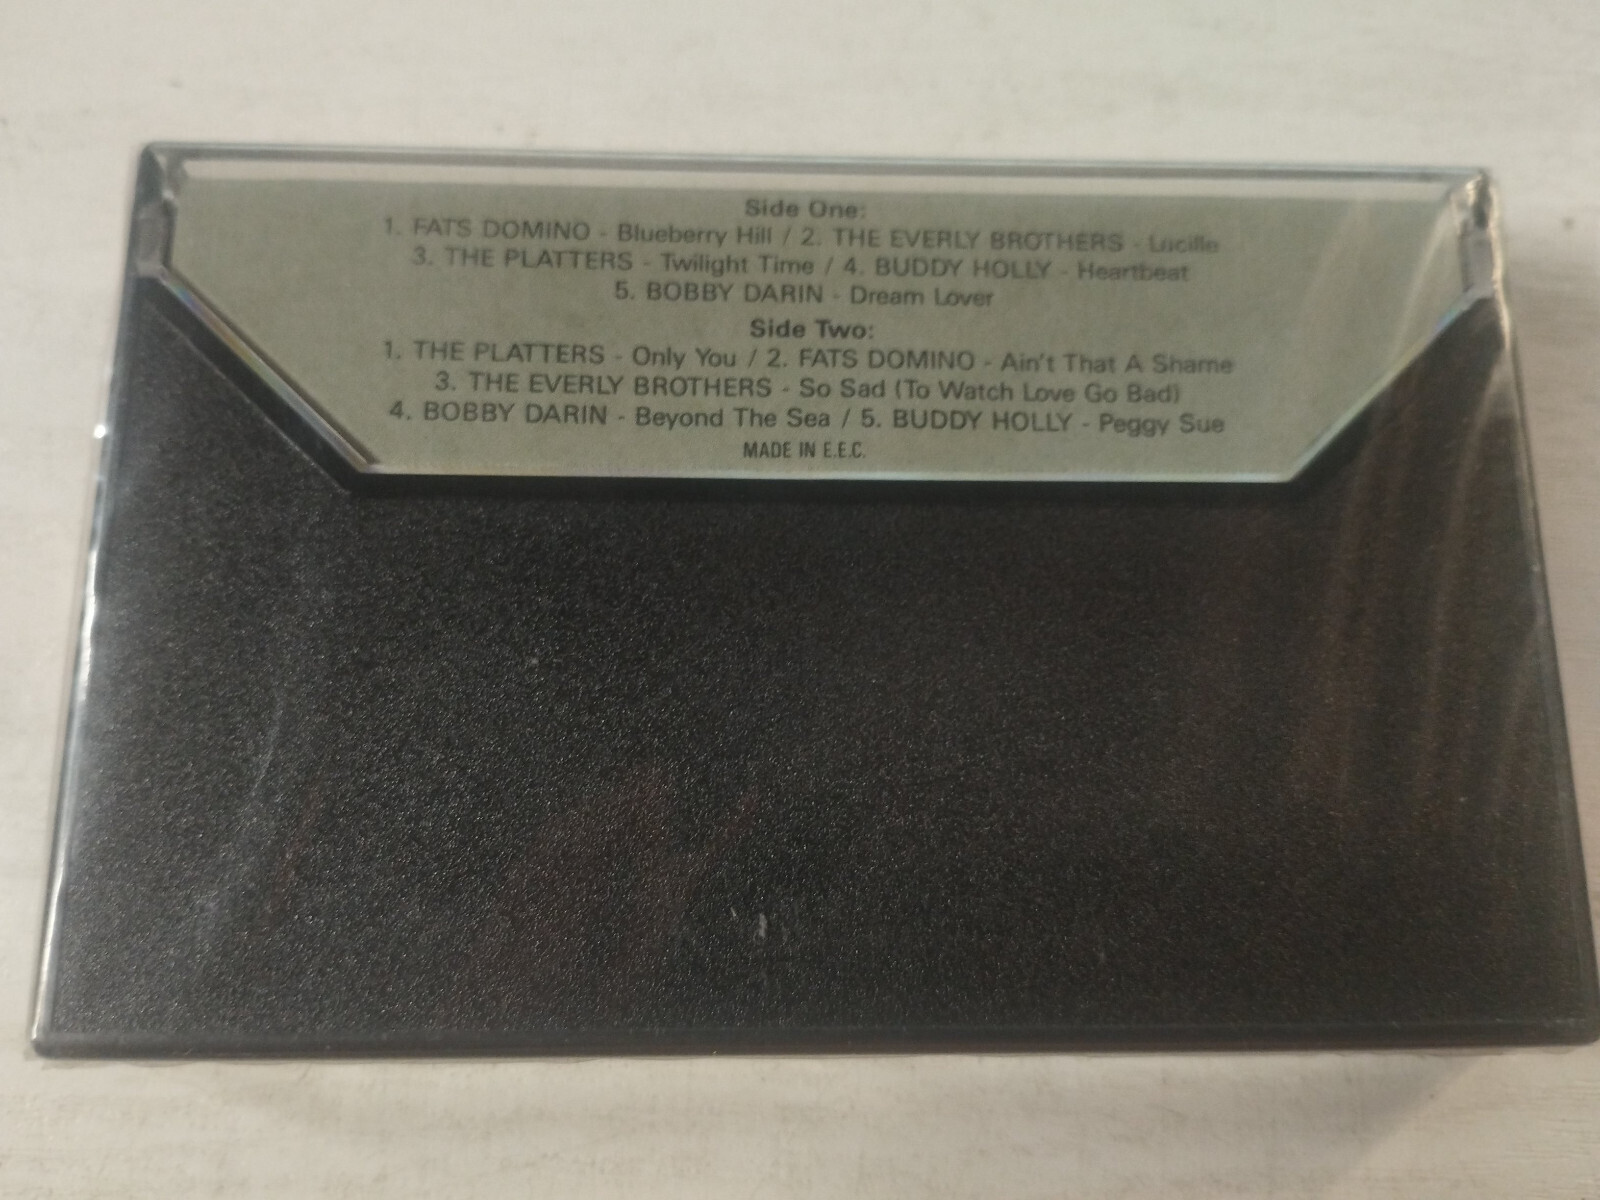 Side One:
1. FATS DOMINO - Blueberry Hill / 2. THE EVERLY BROTHERS - Lucille
3. THE PLATTERS - Twilight Time / 4. BUDDY HOLLY - Heartbeat
5. BOBBY DARIN - Dream Lover
Side Two:
1. THE PLATTERS - Only You / 2. FATS DOMINO - Ain't That A Shame
3. THE EVERLY BROTHERS - So Sad (To Watch Love Go Bad)
4. BOBBY DARIN - Beyond The Sea / 5. BUDDY HOLLY - Peggy Sue
MADE IN E.E.C.